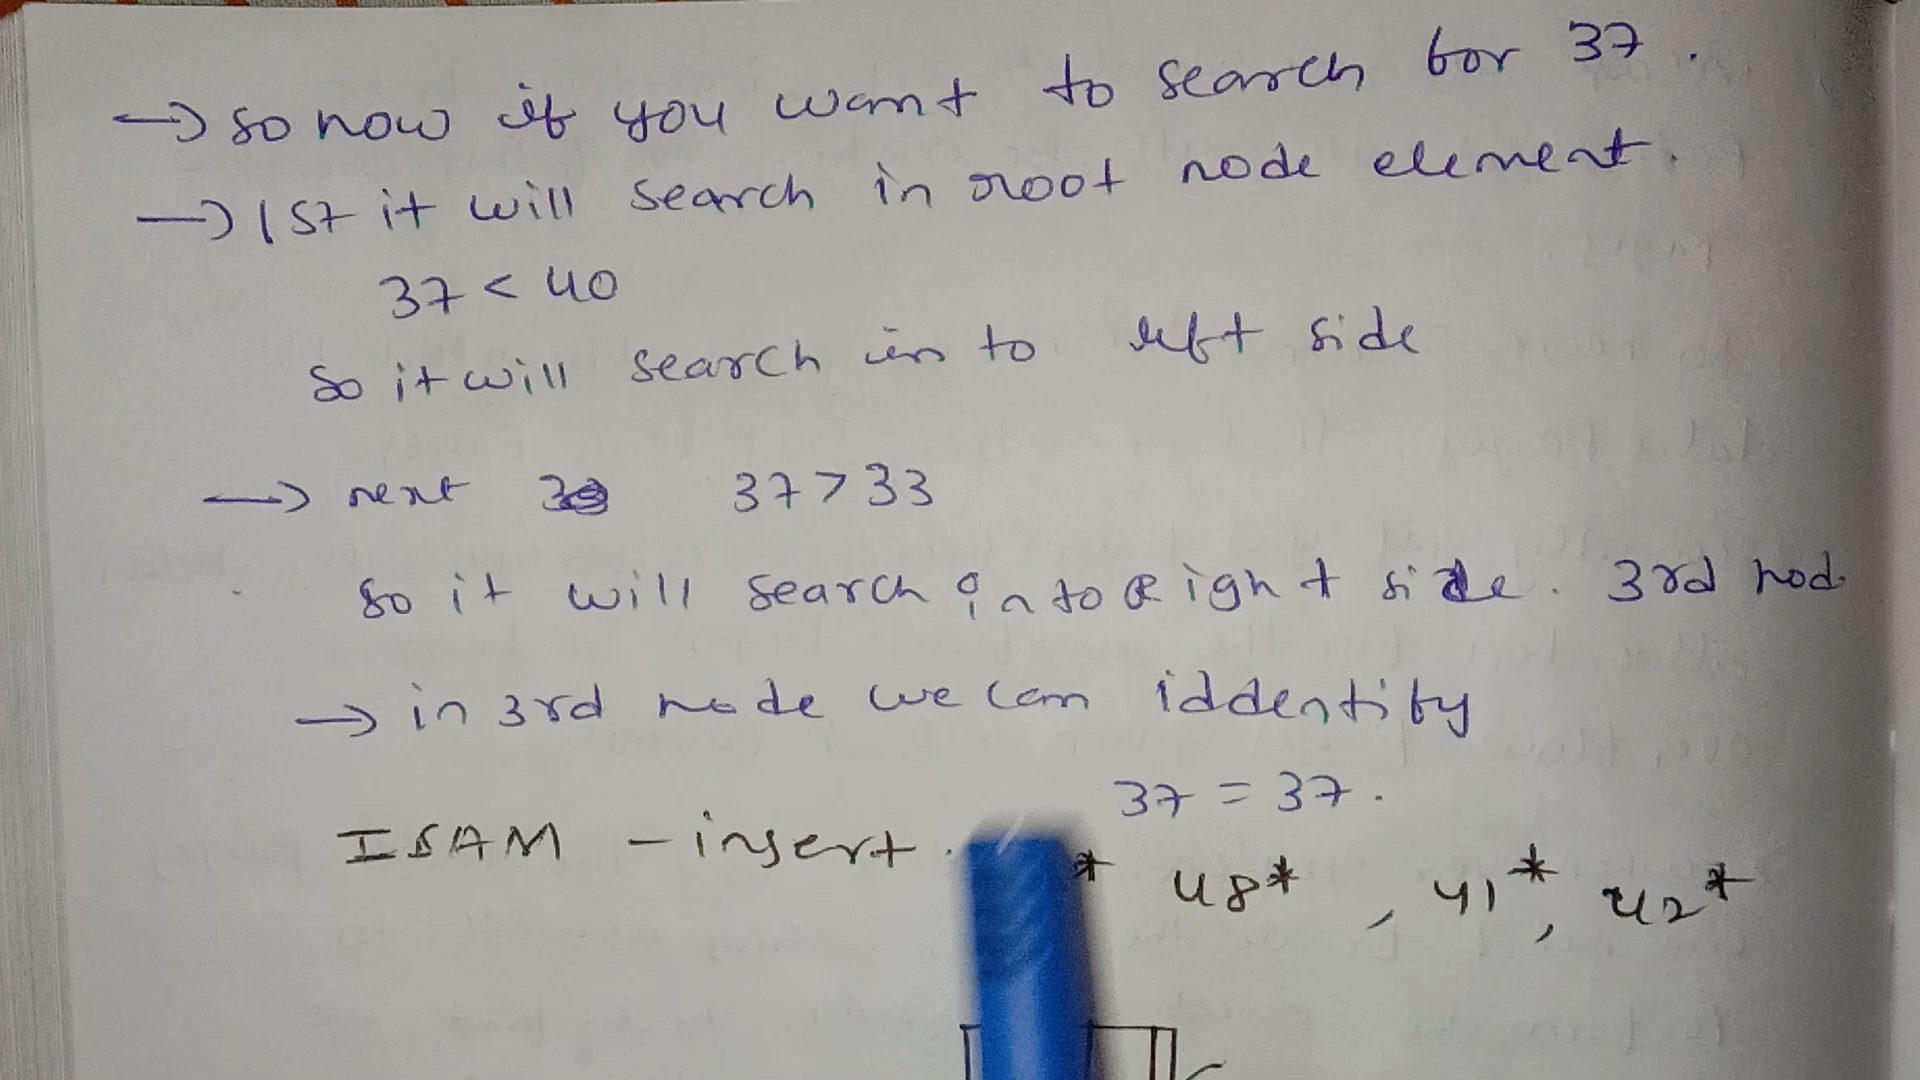 → so now if you want to search for 37.
→ 1st it will search in root node element.
37 < 40
so it will search in to left side
→ next 37 > 33
so it will search into Right side. 3rd nod
→ in 3rd node we can iddentify
37 = 37.
ISAM - insert. * 48*, 41*, 42*